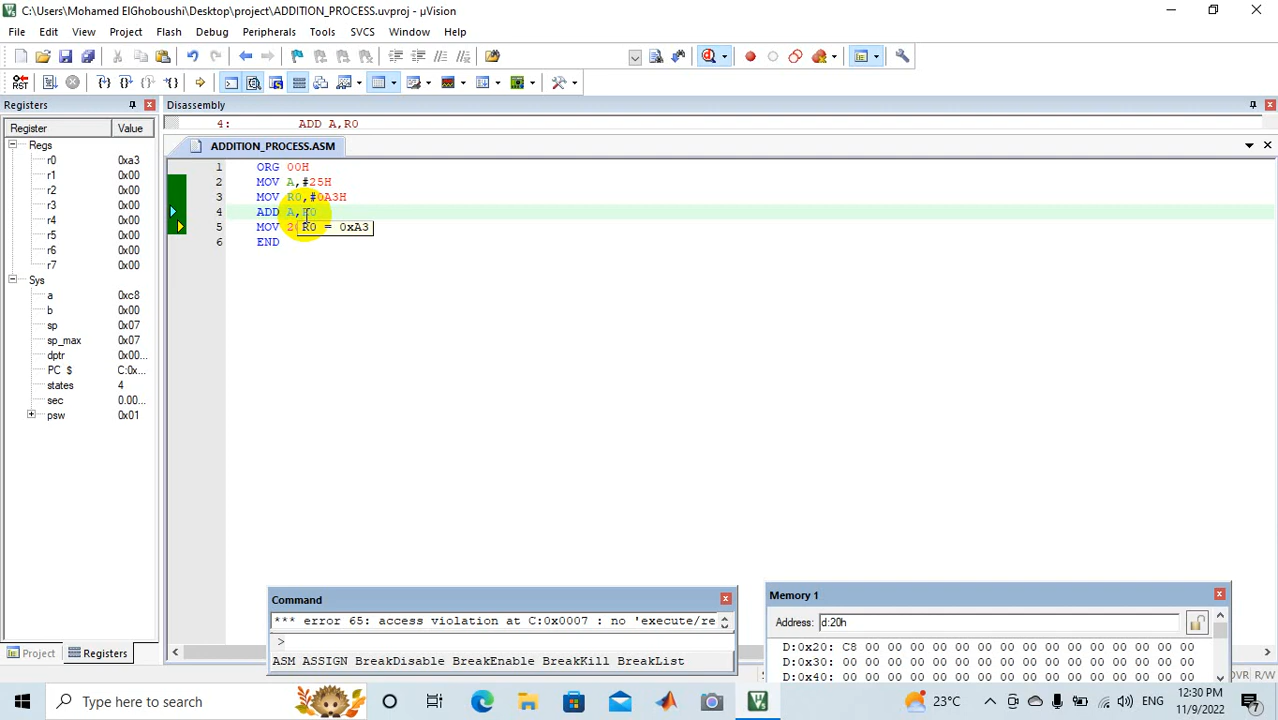 C:\Users\Mohamed ElGhoboushi\Desktop\project\ADDITION_PROCESS.uvproj - µVision
File Edit View Project Flash Debug Peripherals Tools SVCS Window Help
RST
Registers
Register Value
Regs
r0 0xa3
r1 0x00
r2 0x00
r3 0x00
r4 0x00
r5 0x00
r6 0x00
r7 0x00
Sys
a 0xc8
b 0x00
sp 0x07
sp_max 0x07
dptr 0x00...
PC $ C:0x...
states 4
sec 0.00...
psw 0x01
Project Registers
Disassembly
4: ADD A,R0
ADDITION_PROCESS.ASM
1 ORG 00H
2 MOV A,#25H
3 MOV R0,#0A3H
4 ADD A,R0
5 MOV 20
R0 = 0xA3
6 END
Command
*** error 65: access violation at C:0x0007 : no 'execute/re
>
ASM ASSIGN BreakDisable BreakEnable BreakKill BreakList
Memory 1
Address: d:20h
D:0x20: C8 00 00 00 00 00 00 00 00 00 00 00 00 00 00 00
D:0x30: 00 00 00 00 00 00 00 00 00 00 00 00 00 00 00 00
D:0x40: 00 00 00 00 00 00 00 00 00 00 00 00 00 00 00 00
OVR R/W
Type here to search
23°C
ENG
12:30 PM
11/9/2022
7